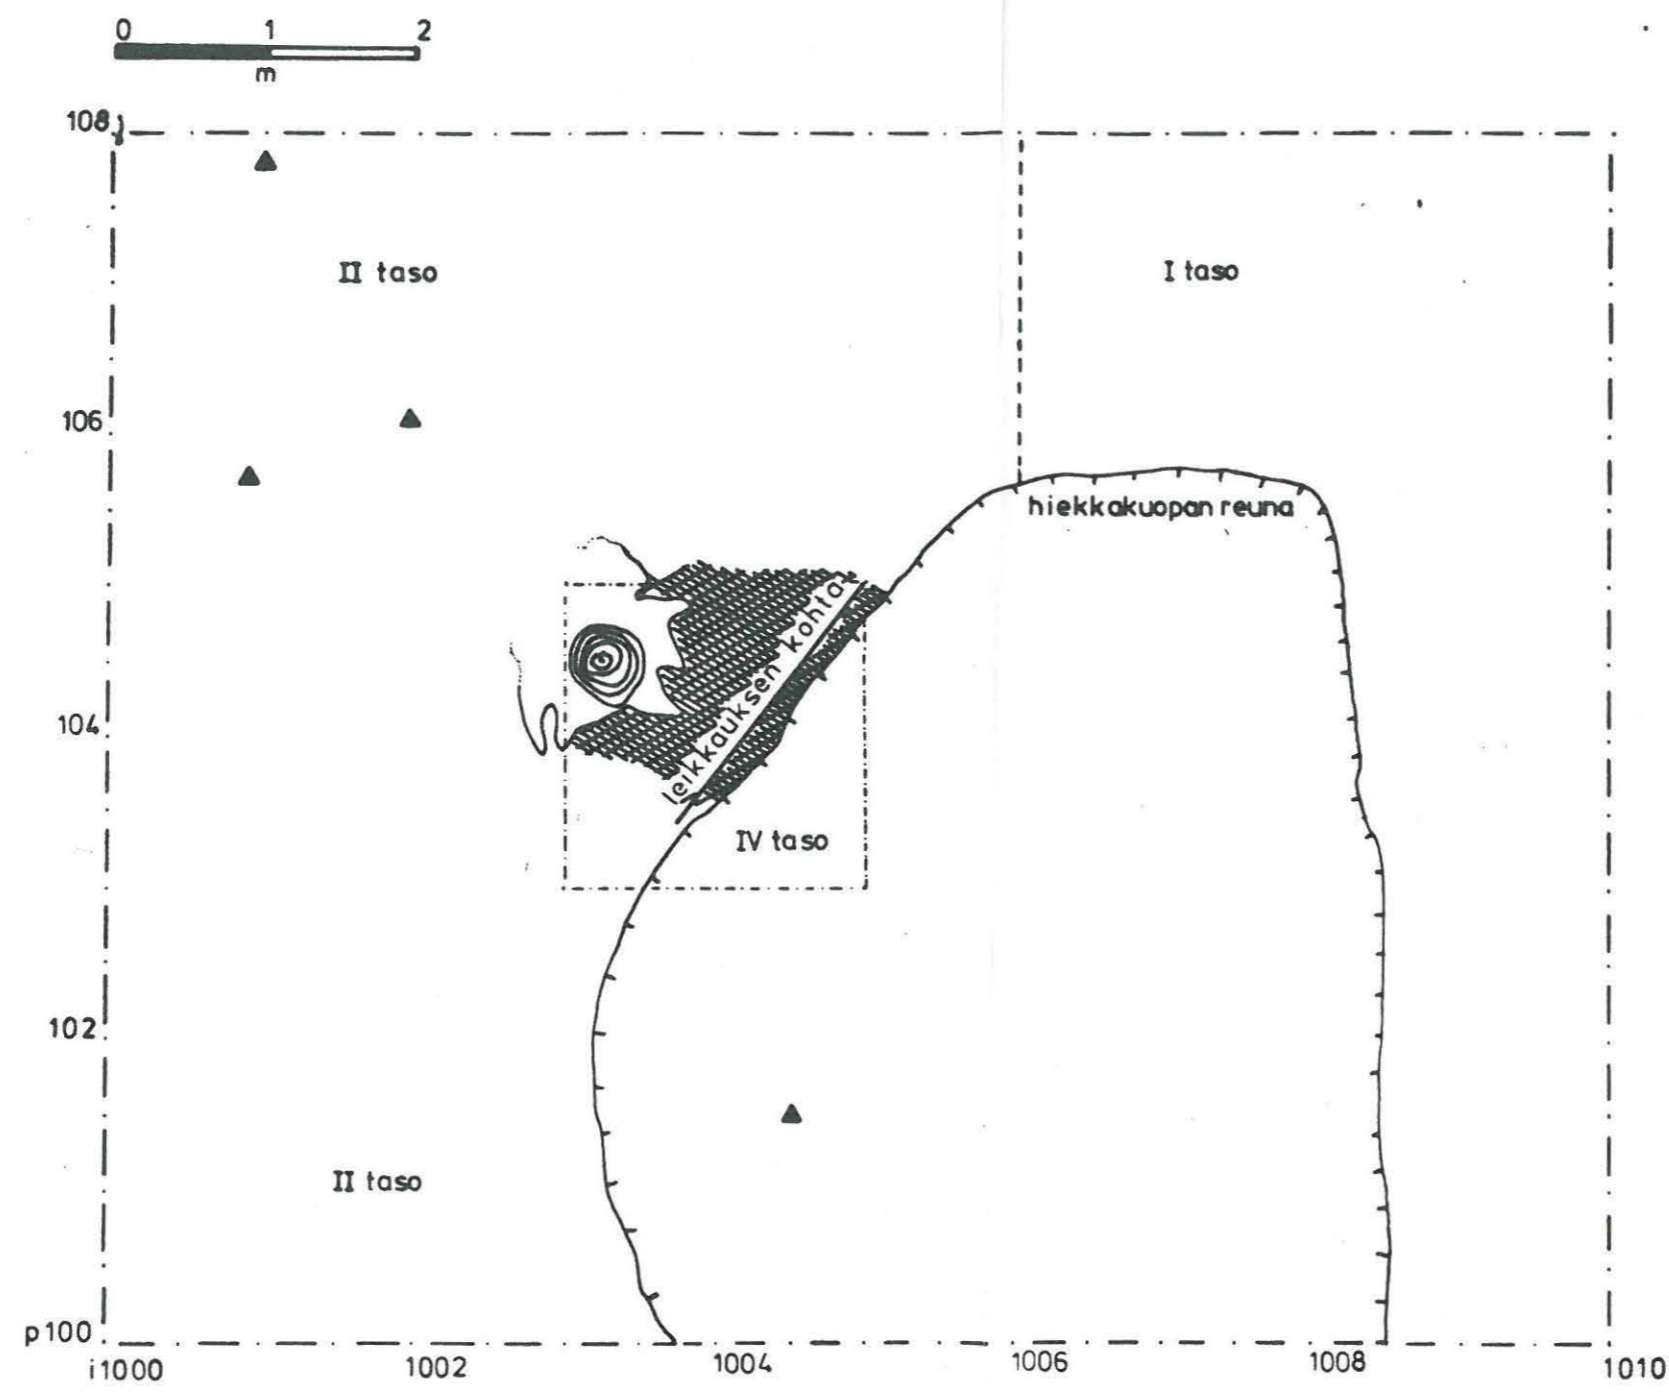 0 1 2
m
108
II taso
I taso
106
hiekkakuopan reuna
leikkauksen kohta
104
IV taso
102
II taso
p100
i1000 1002 1004 1006 1008 1010